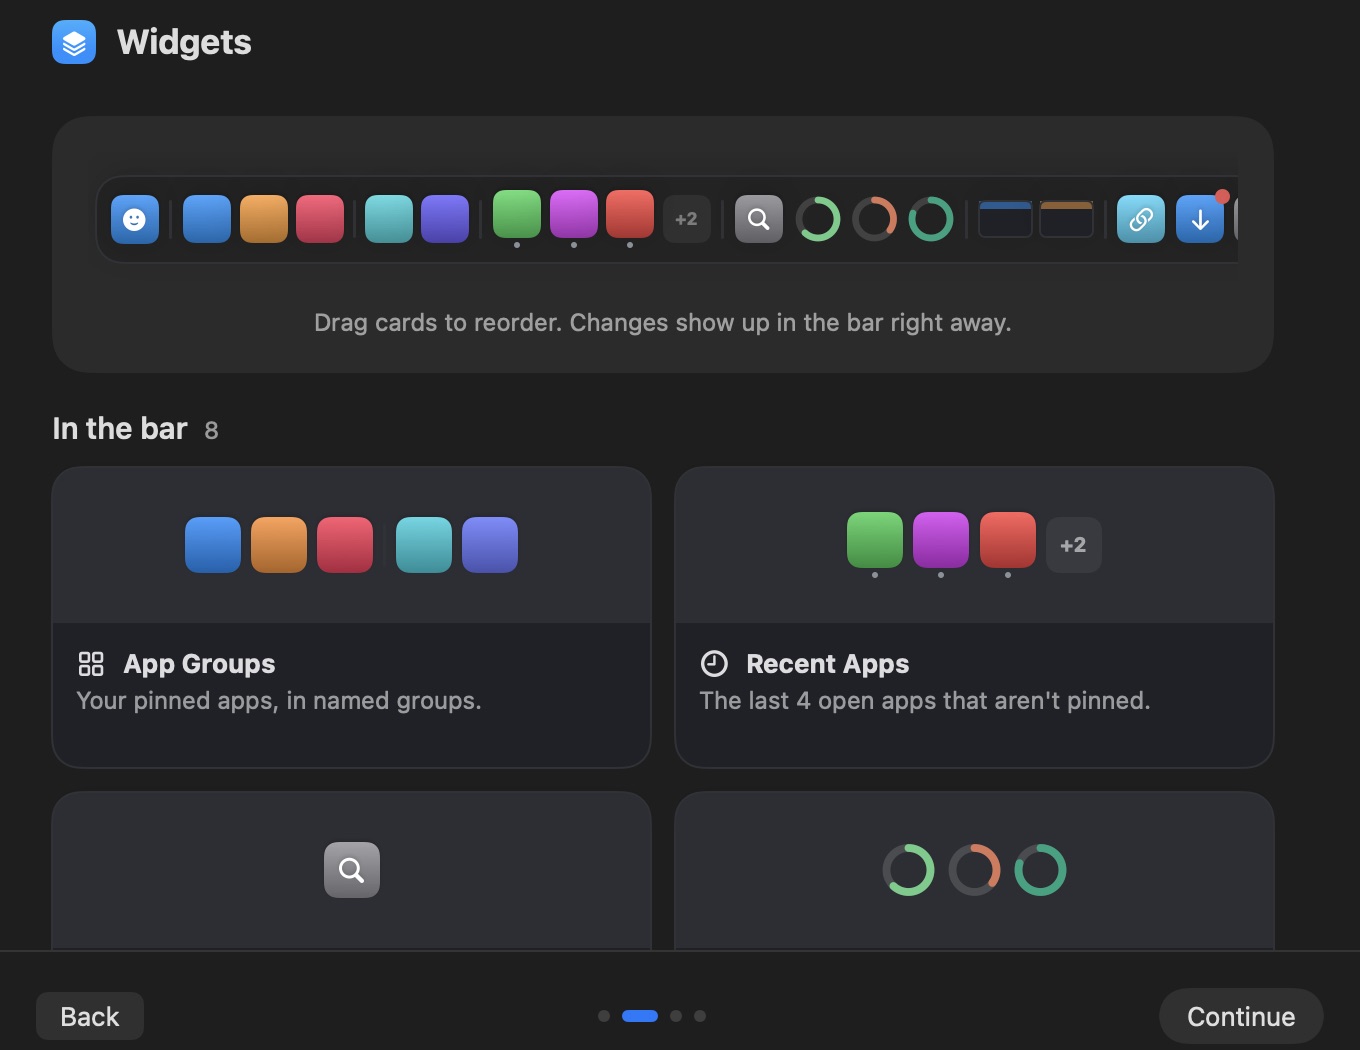 Widgets
+2
Drag cards to reorder. Changes show up in the bar right away.
In the bar 8
+2
App Groups
Your pinned apps, in named groups.
Recent Apps
The last 4 open apps that aren't pinned.
Back
Continue